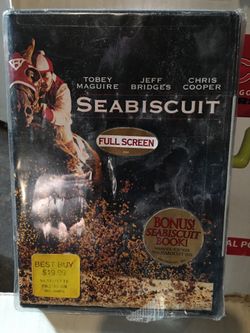 TOBEY JEFF CHRIS
MAGUIRE BRIDGES COOPER
SEABISCUIT
FULL SCREEN
BONUS!
SEABISCUIT
BOOK!
BEST BUY
$19.99